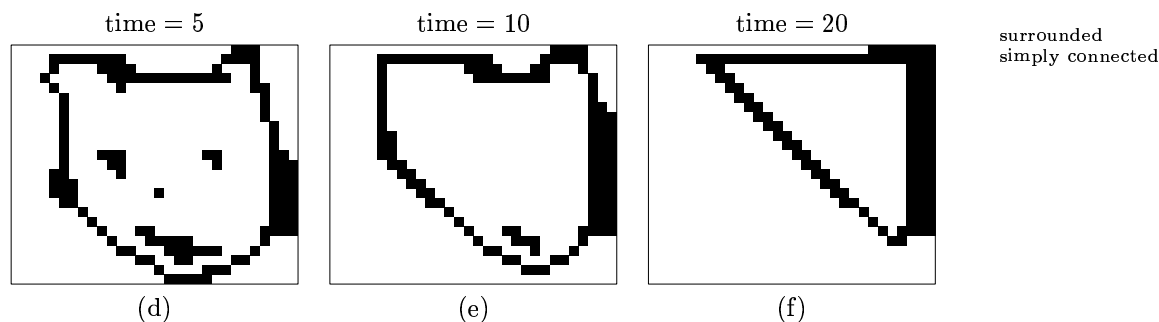 time = 5
time = 10
time = 20
surrounded
simply connected
(d)
(e)
(f)